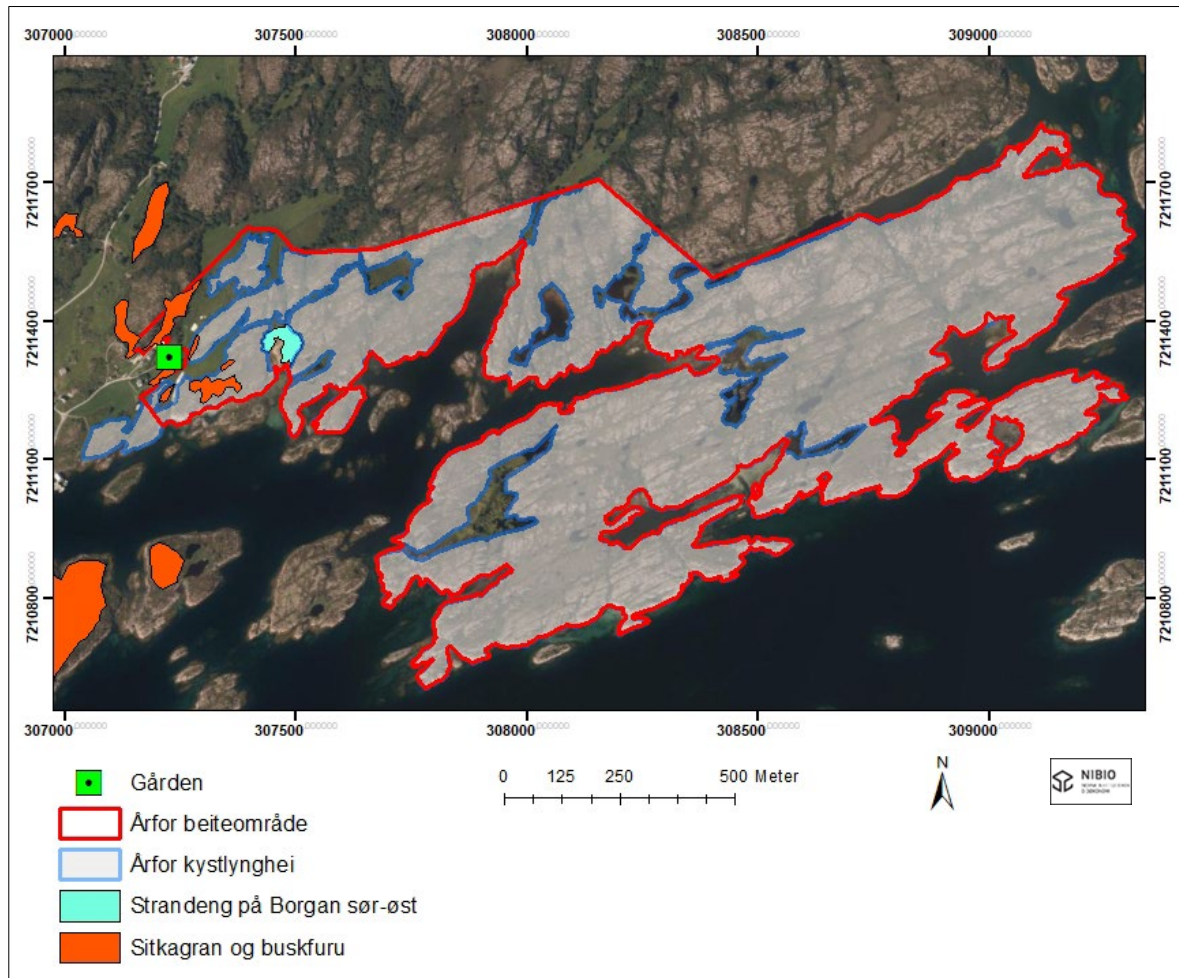 307000 307500 308000 308500 309000
7211700 7211700
7211400 7211400
7211100 7211100
7210800 7210800
307000 307500 308000 308500 309000
Gården
Årfor beiteområde
Årfor kystlynghei
Strandeng på Borgan sør-øst
Sitkagran og buskfuru
0 125 250 500 Meter
N
NIBIO